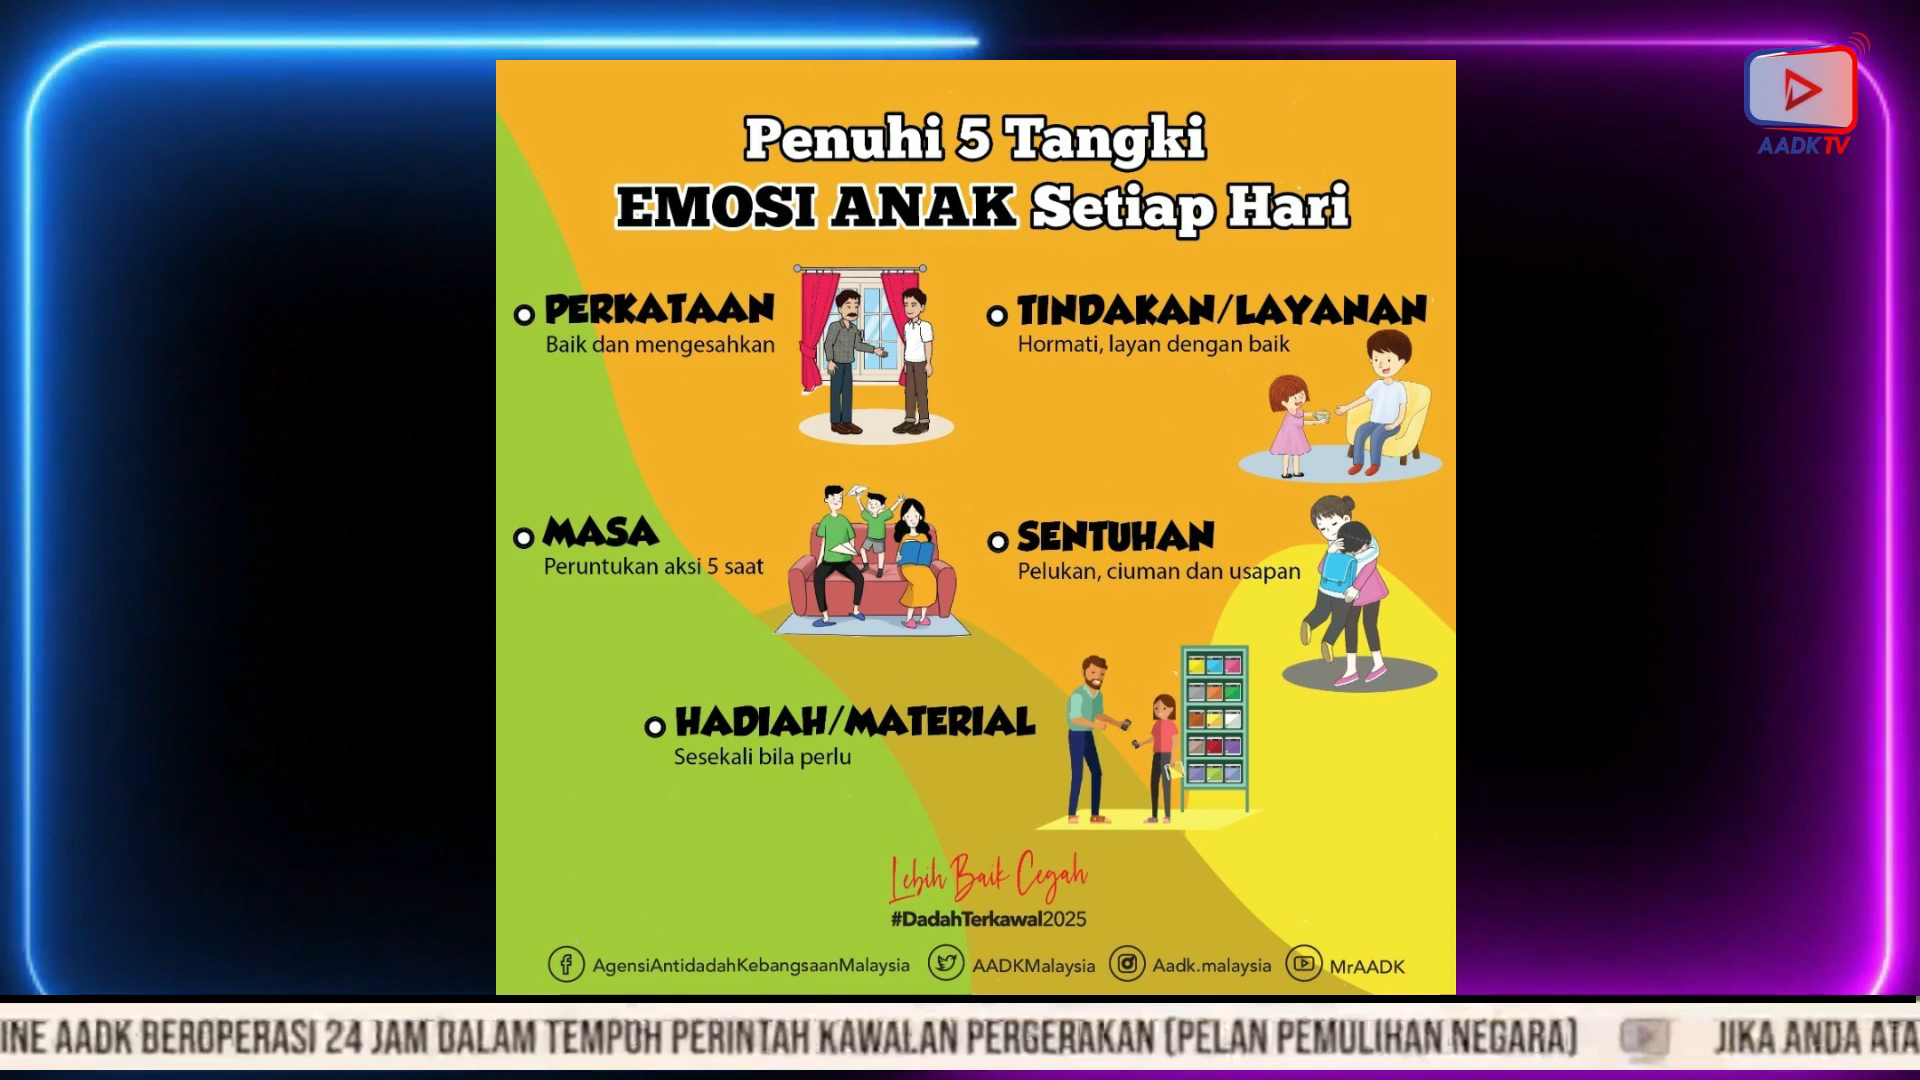 AADKTV
Penuhi 5 Tangki
EMOSI ANAK Setiap Hari
PERKATAAN
Baik dan mengesahkan
TINDAKAN/LAYANAN
Hormati, layan dengan baik
MASA
Peruntukan aksi 5 saat
SENTUHAN
Pelukan, ciuman dan usapan
HADIAH/MATERIAL
Sesekali bila perlu
Lebih Baik Cegah
#DadahTerkawal2025
AgensiAntidadahKebangsaanMalaysia AADKMalaysia Aadk.malaysia MrAADK
INE AADK BEROPERASI 24 JAM DALAM TEMPOH PERINTAH KAWALAN PERGERAKAN (PELAN PEMULIHAN NEGARA) JIKA ANDA ATA